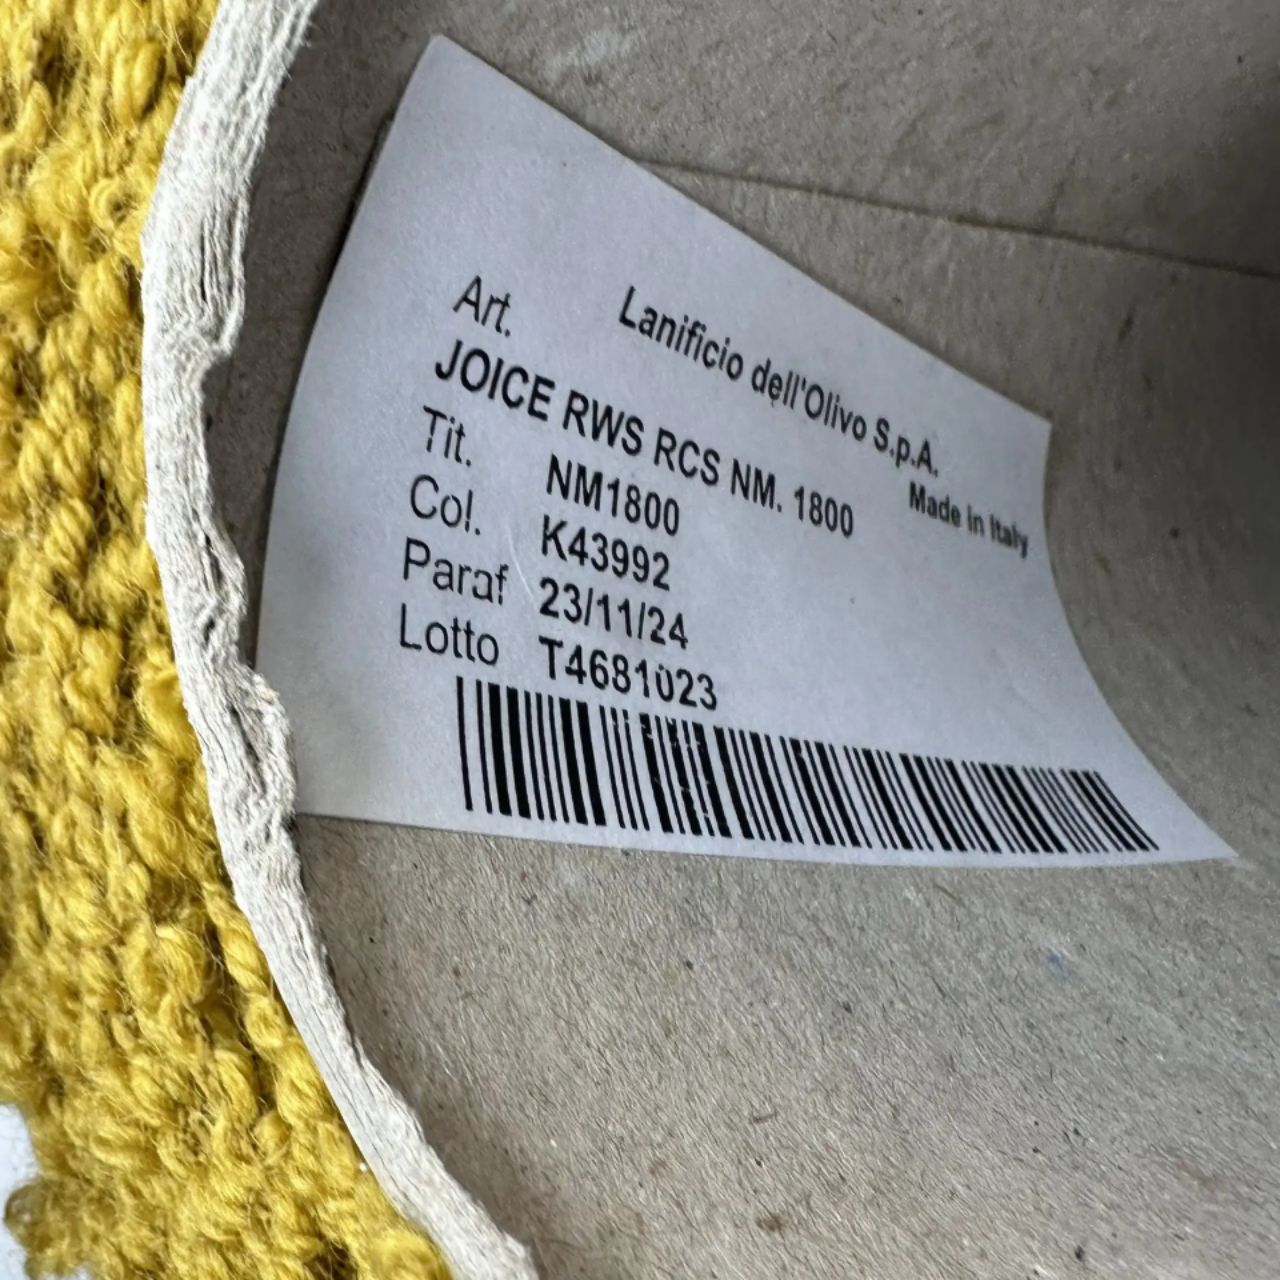 Lanificio dell'Olivo S.p.A.
Art.
Made in Italy
JOICE RWS RCS NM. 1800
Tit. NM1800
Col. K43992
Paraf 23/11/24
Lotto T4681023